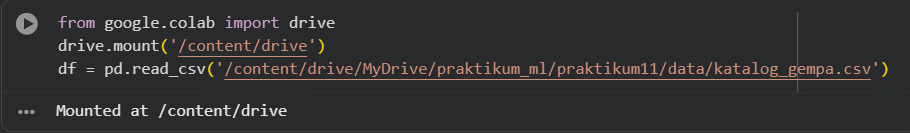 from google.colab import drive
drive.mount('/content/drive')
df = pd.read_csv('/content/drive/MyDrive/praktikum_ml/praktikum11/data/katalog_gempa.csv')
Mounted at /content/drive